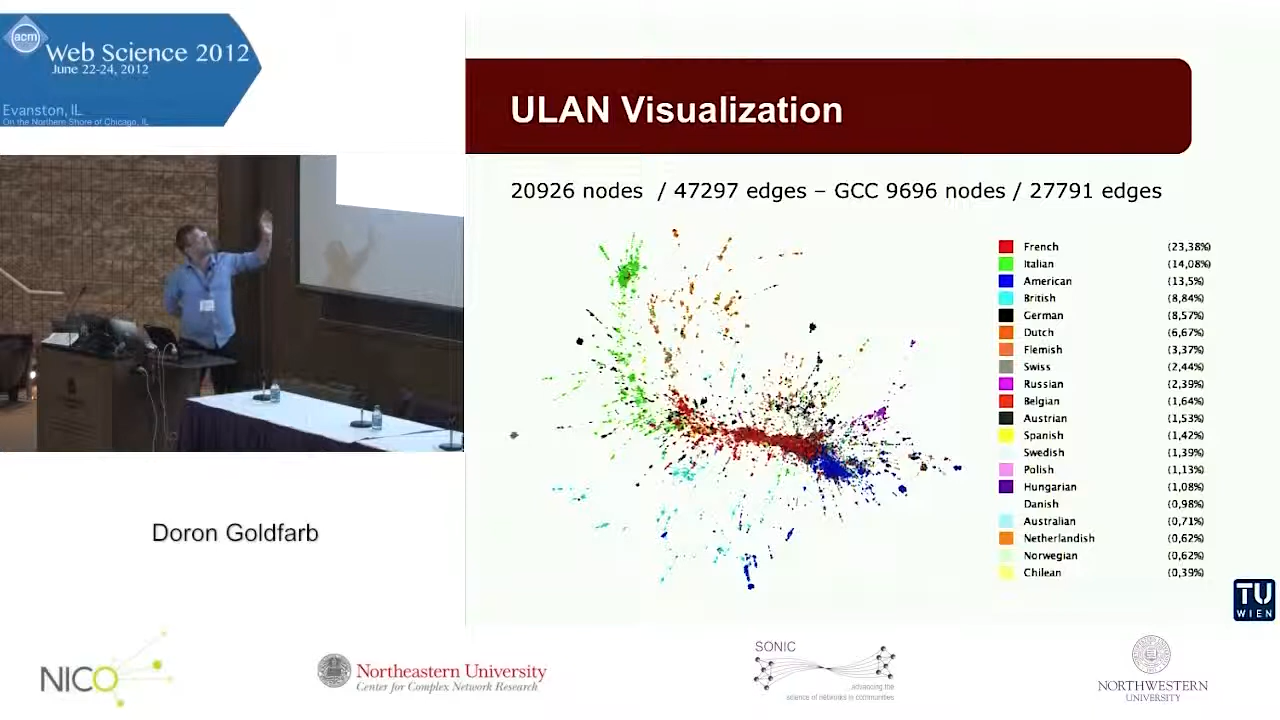 acm
Web Science 2012
June 22-24, 2012
Evanston, IL
On the Northern Shore of Chicago, IL
ULAN Visualization
20926 nodes / 47297 edges – GCC 9696 nodes / 27791 edges
French (23,38%)
Italian (14,08%)
American (13,5%)
British (8,84%)
German (8,57%)
Dutch (6,67%)
Flemish (3,37%)
Swiss (2,44%)
Russian (2,39%)
Belgian (1,64%)
Austrian (1,53%)
Spanish (1,42%)
Swedish (1,39%)
Polish (1,13%)
Hungarian (1,08%)
Danish (0,98%)
Australian (0,71%)
Netherlandish (0,62%)
Norwegian (0,62%)
Chilean (0,39%)
Doron Goldfarb
TU
WIEN
NICO
Northeastern University
Center for Complex Network Research
SONIC
advancing the
science of networks in communities
NORTHWESTERN
UNIVERSITY